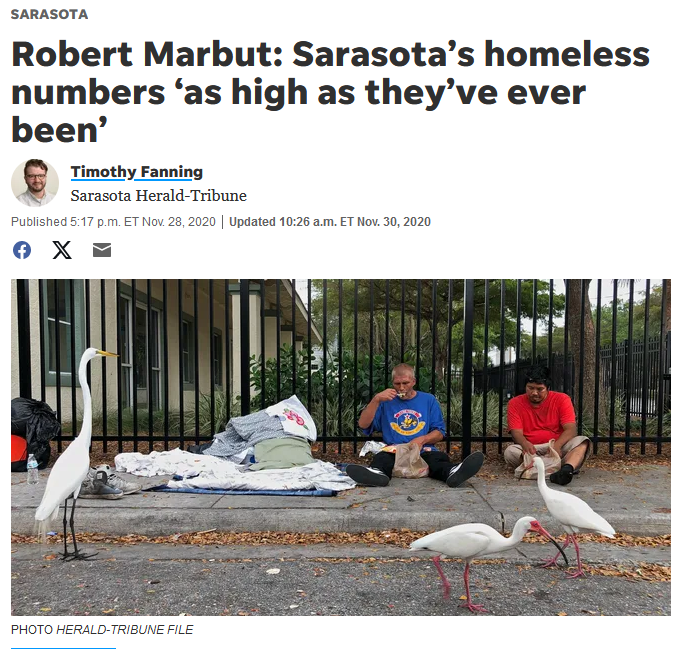 SARASOTA
Robert Marbut: Sarasota’s homeless
numbers ‘as high as they’ve ever
been’
Timothy Fanning
Sarasota Herald-Tribune
Published 5:17 p.m. ET Nov. 28, 2020 | Updated 10:26 a.m. ET Nov. 30, 2020
PHOTO HERALD-TRIBUNE FILE